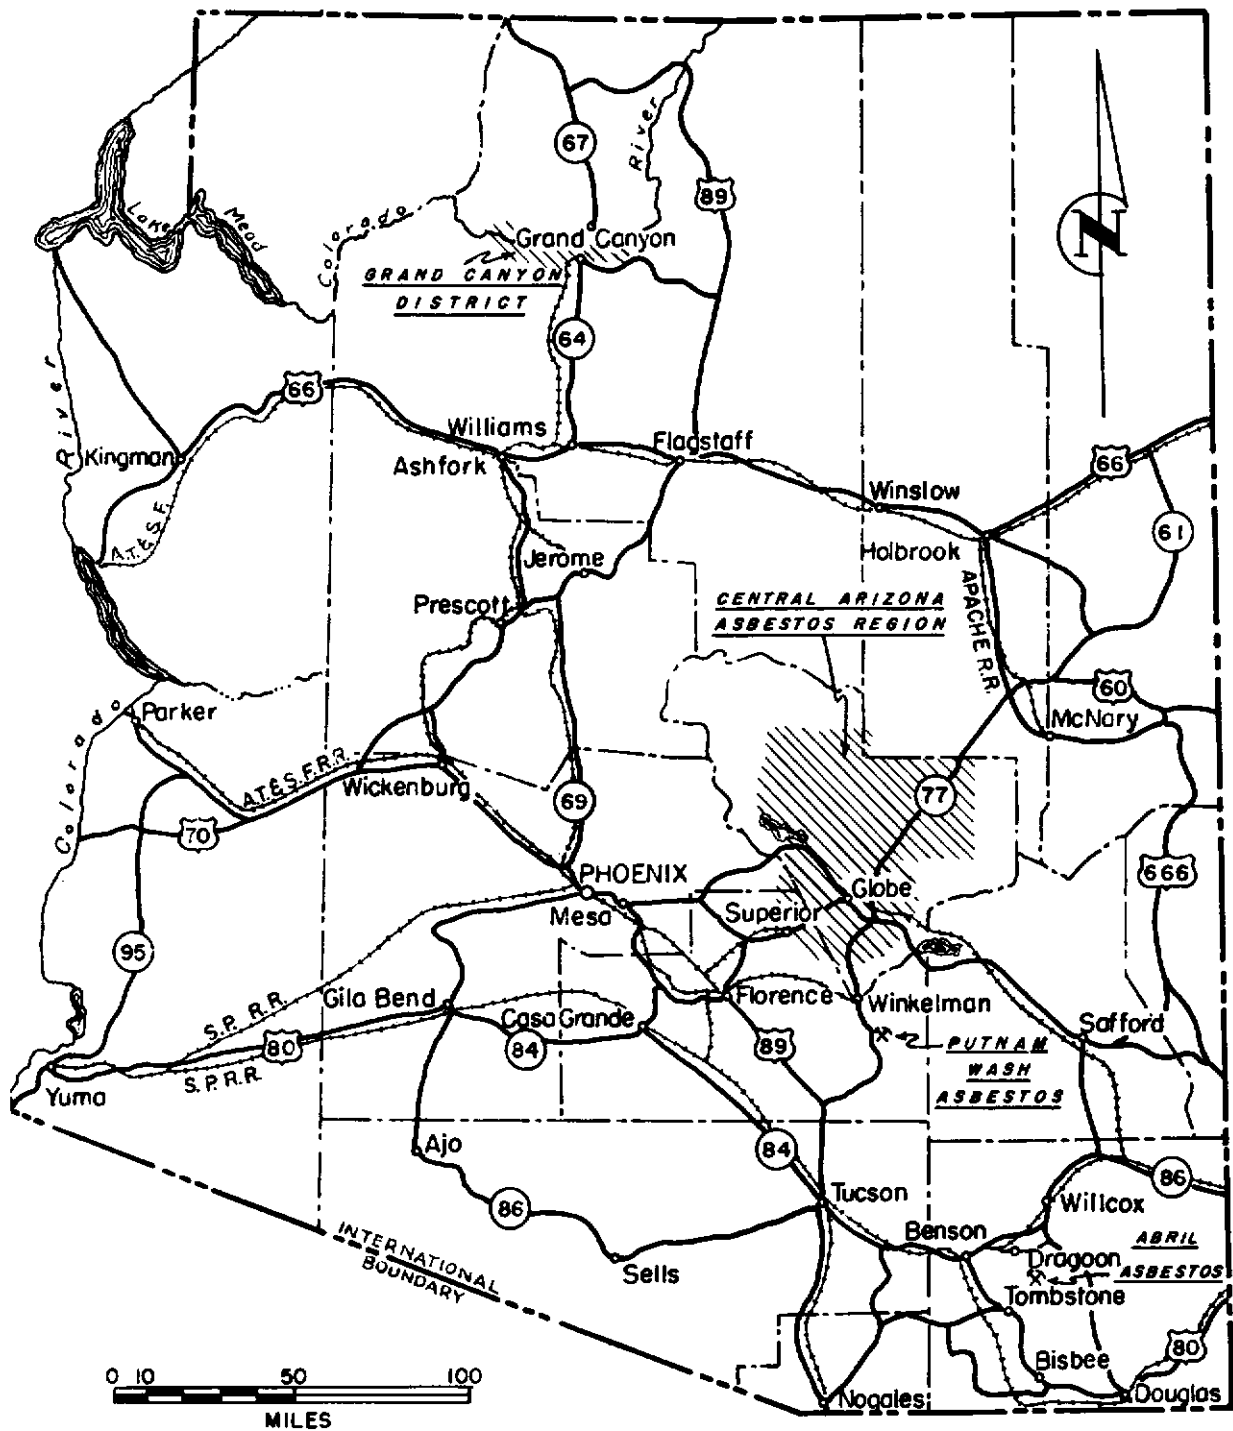 67
River
89
Lake Mead
Colorado
Grand Canyon
GRAND CANYON
DISTRICT
64
River
66
Williams
Flagstaff
Kingman
Ashfork
66
Winslow
A.T.& S.F.
61
Holbrook
Jerome
CENTRAL ARIZONA
ASBESTOS REGION
APACHE R.R.
Prescott
60
Colorado
Parker
McNary
A.T.& S.F.R.R.
Wickenburg
69
77
70
666
PHOENIX
Globe
Mesa
Superior
95
S.P. R.R.
Gila Bend
Florence
Winkelman
Casa Grande
Safford
80
84
89
PUTNAM
WASH
ASBESTOS
S.P.R.R.
Yuma
Ajo
84
86
Tucson
86
Willcox
Benson
ABRIL
ASBESTOS
INTERNATIONAL
BOUNDARY
Sells
Dragoon
Tombstone
80
Bisbee
Nogales
Douglas
0 10 50 100
MILES
N